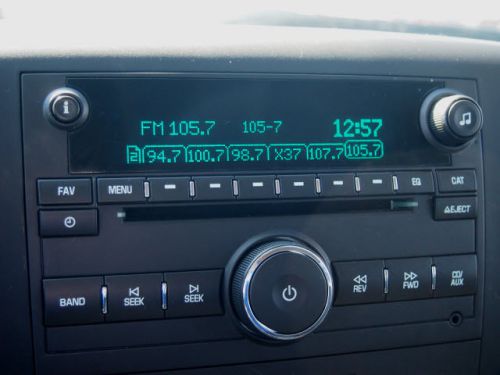 i
FM 105.7 105-7 12:57
2 94.7 100.7 98.7 X37 107.7 105.7
FAV MENU EQ CAT
EJECT
BAND SEEK SEEK REV FWD CD/AUX